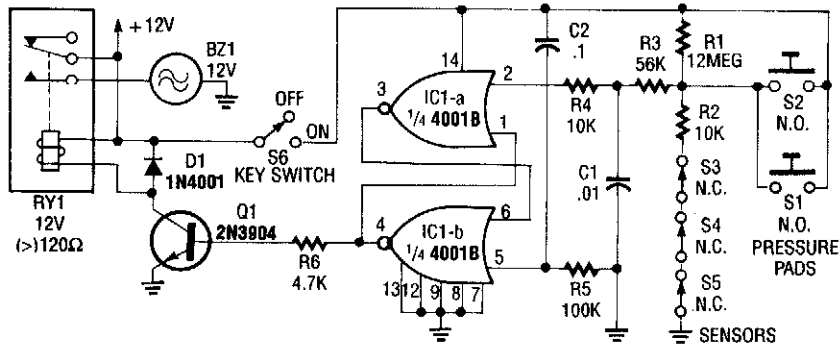 +12V
BZ1
12V
OFF
ON
S6
KEY SWITCH
D1
1N4001
RY1
12V
(>)120Ω
Q1
2N3904
R6
4.7K
C2
.1
14
3
2
1
IC1-a
1/4 4001B
R4
10K
R3
56K
R1
12MEG
R2
10K
C1
.01
4
6
5
IC1-b
1/4 4001B
13
12
9
8
7
R5
100K
S3
N.C.
S4
N.C.
S5
N.C.
SENSORS
S2
N.O.
S1
N.O.
PRESSURE
PADS